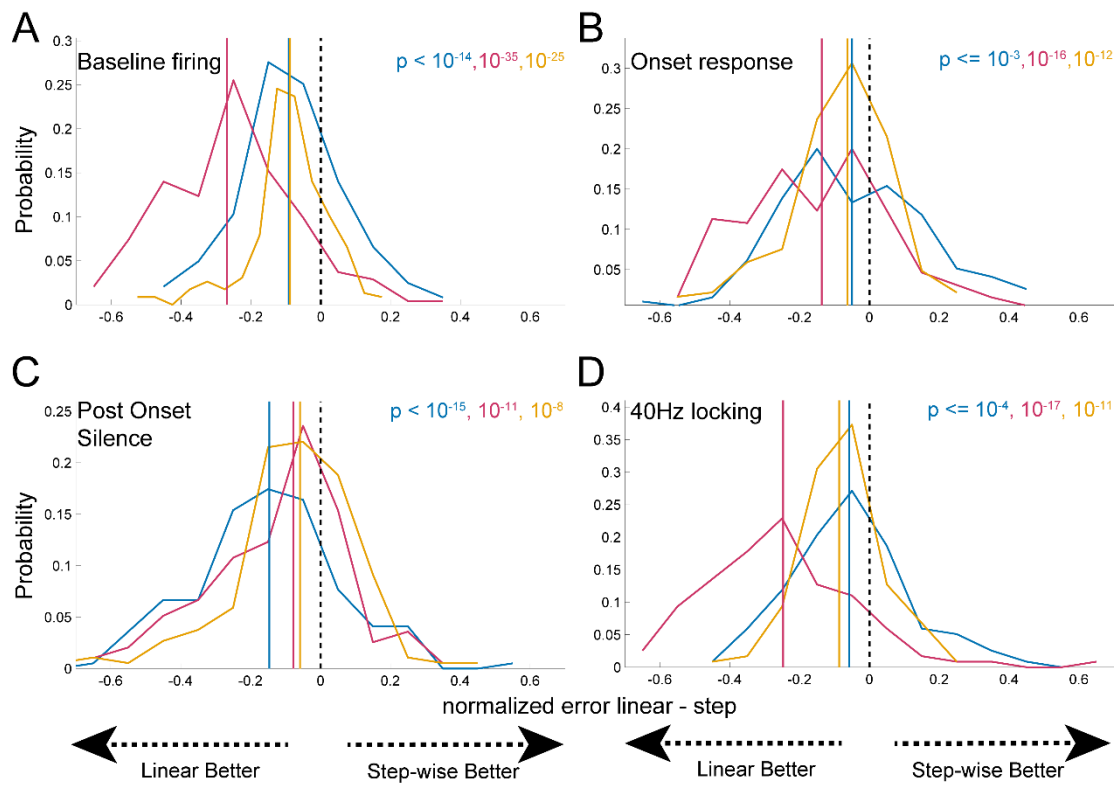 A
Baseline firing
p < 10⁻¹⁴,10⁻³⁵,10⁻²⁵
Probability
0.3
0.25
0.2
0.15
0.1
0.05
0
-0.6 -0.4 -0.2 0 0.2 0.4 0.6
B
Onset response
p <= 10⁻³,10⁻¹⁶,10⁻¹²
0.3
0.25
0.2
0.15
0.1
0.05
-0.6 -0.4 -0.2 0 0.2 0.4 0.6
C
Post Onset
Silence
p < 10⁻¹⁵, 10⁻¹¹, 10⁻⁸
Probability
0.25
0.2
0.15
0.1
0.05
0
-0.6 -0.4 -0.2 0 0.2 0.4 0.6
D
40Hz locking
p <= 10⁻⁴, 10⁻¹⁷, 10⁻¹¹
0.4
0.35
0.3
0.25
0.2
0.15
0.1
0.05
0
-0.6 -0.4 -0.2 0 0.2 0.4 0.6
normalized error linear - step
Linear Better Step-wise Better
Linear Better Step-wise Better